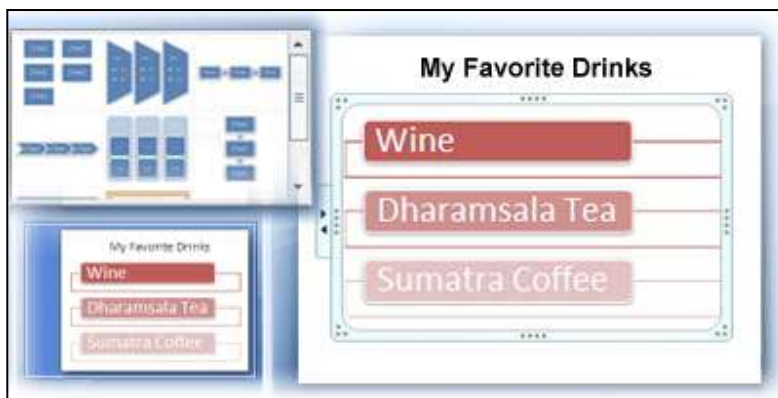 My Favorite Drinks
Wine
Dharamsala Tea
Sumatra Coffee
My Favorite Drinks
Wine
Dharamsala Tea
Sumatra Coffee